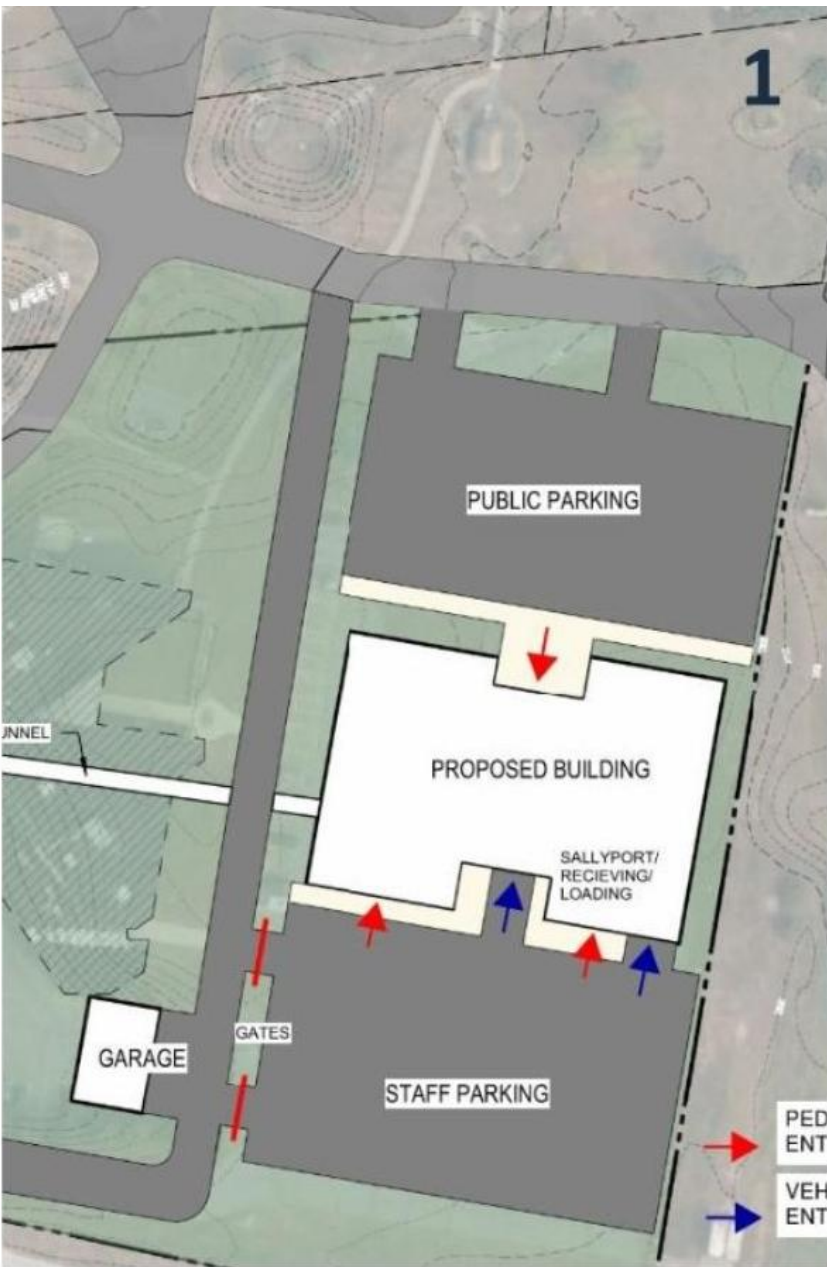 1
PUBLIC PARKING
UNNEL
PROPOSED BUILDING
SALLYPORT/
RECIEVING/
LOADING
GATES
GARAGE
STAFF PARKING
PED
ENT
VEH
ENT